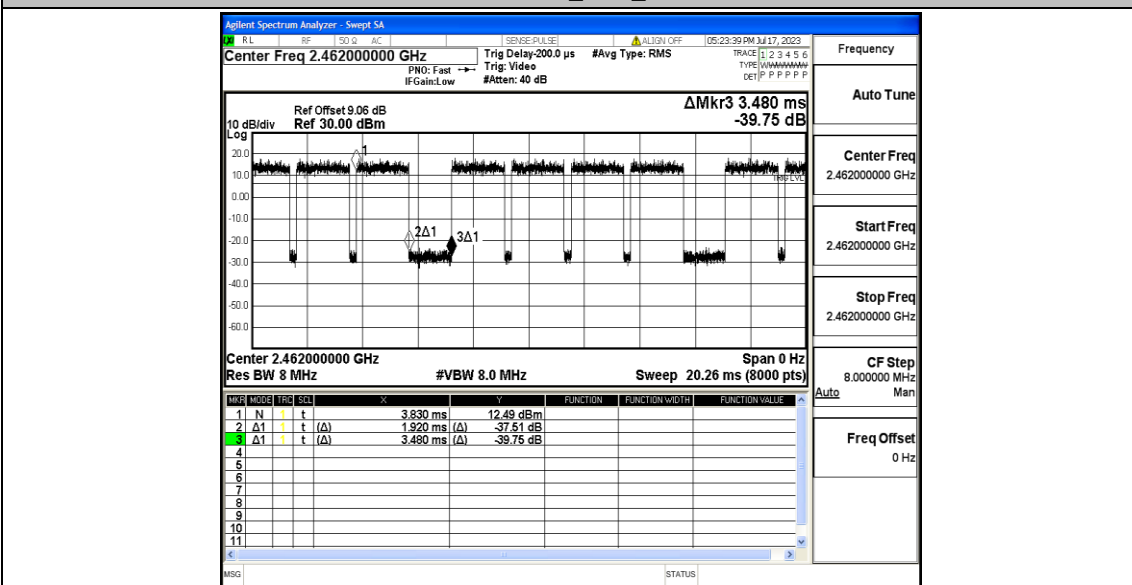 Agilent Spectrum Analyzer - Swept SA
RL RF 50 Ω AC SENSE:PULSE ALIGN OFF 05:23:39 PM Jul 17, 2023
Center Freq 2.462000000 GHz
PNO: Fast
IFGain:Low
Trig Delay-200.0 µs
Trig: Video
#Atten: 40 dB
#Avg Type: RMS
TRACE 1 2 3 4 5 6
TYPE
DET P P P P P P
ΔMkr3 3.480 ms
-39.75 dB
Ref Offset 9.06 dB
Ref 30.00 dBm
10 dB/div
Log
20.0
10.0
0.00
-10.0
-20.0
-30.0
-40.0
-50.0
-60.0
1
TRIG LVL
2Δ1
3Δ1
Center 2.462000000 GHz
Span 0 Hz
Res BW 8 MHz
#VBW 8.0 MHz
Sweep 20.26 ms (8000 pts)
MKR MODE TRC SCL X Y FUNCTION FUNCTION WIDTH FUNCTION VALUE
1 N 1 t 3.830 ms 12.49 dBm
2 Δ1 1 t (Δ) 1.920 ms (Δ) -37.51 dB
3 Δ1 1 t (Δ) 3.480 ms (Δ) -39.75 dB
4
5
6
7
8
9
10
11
MSG
STATUS
Frequency
Auto Tune
Center Freq
2.462000000 GHz
Start Freq
2.462000000 GHz
Stop Freq
2.462000000 GHz
CF Step
8.000000 MHz
Auto Man
Freq Offset
0 Hz